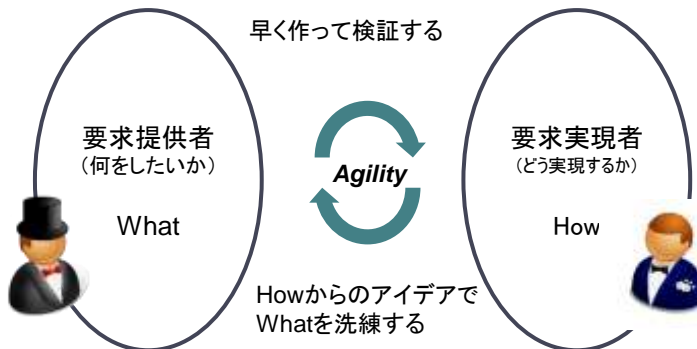 早く作って検証する
要求提供者
（何をしたいか）
What
Agility
要求実現者
（どう実現するか）
How
Howからのアイデアで
Whatを洗練する